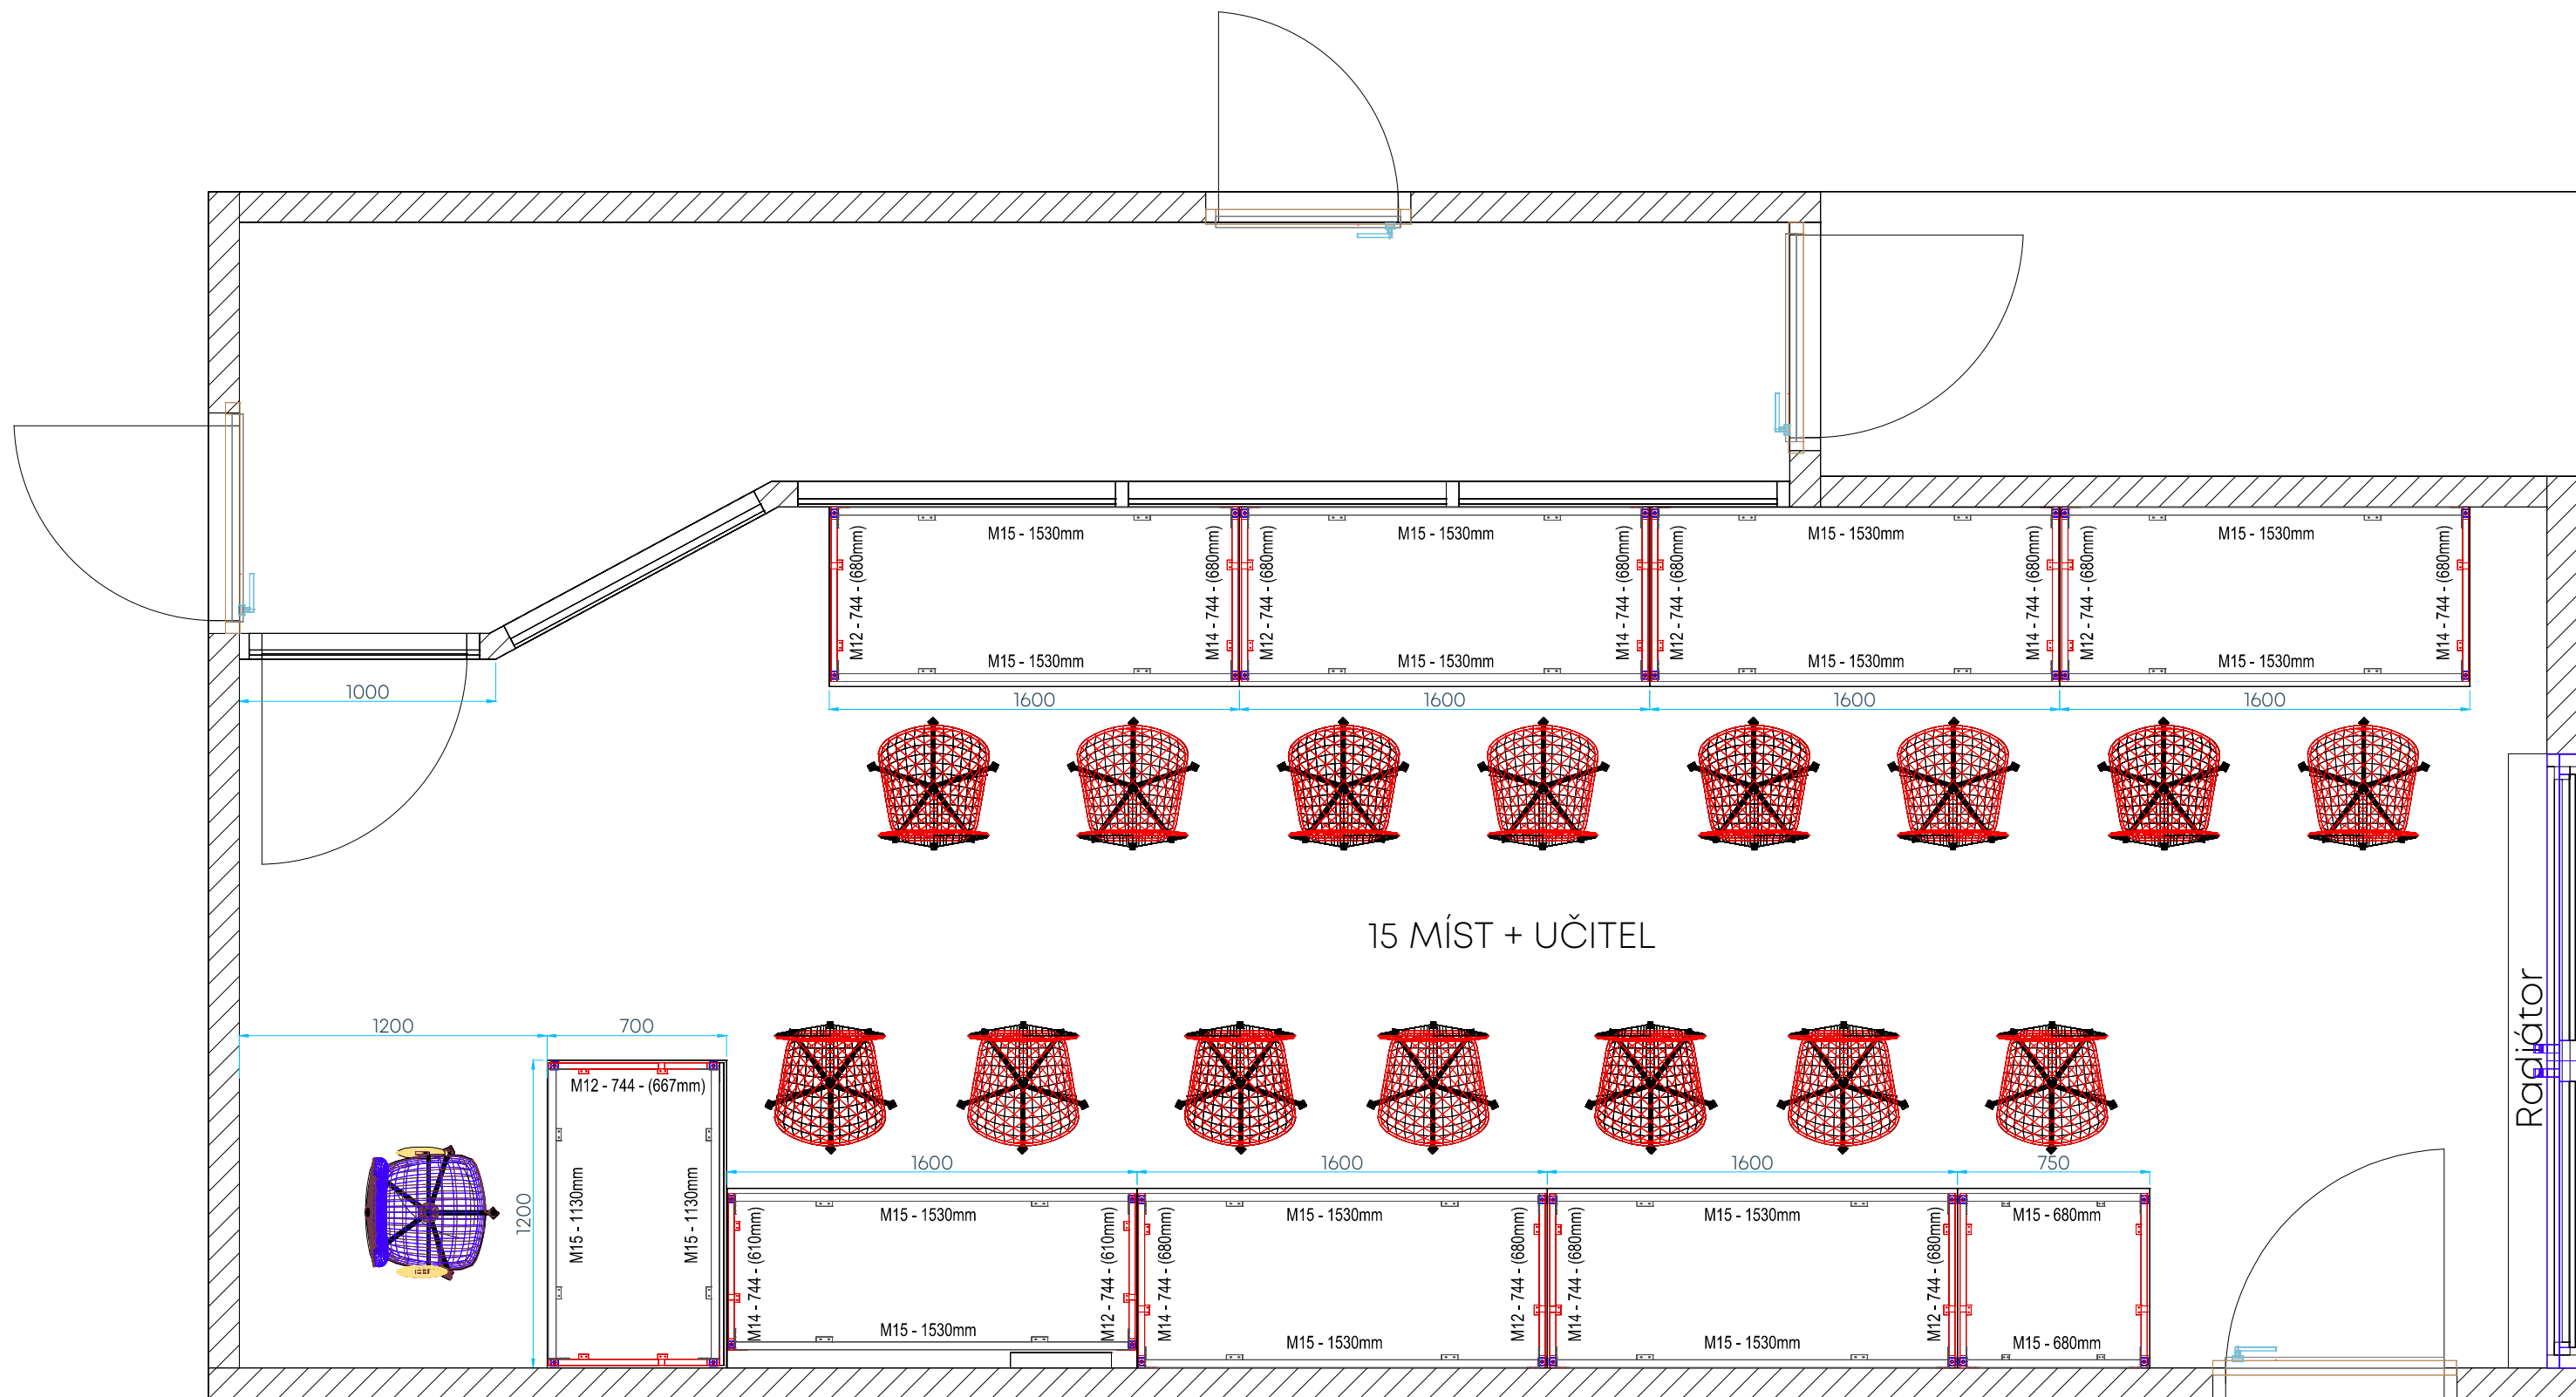 M15 - 1530mm
M15 - 1530mm
M15 - 1530mm
M15 - 1530mm
M12 - 744 - (680mm)
M14 - 744 - (680mm)
M12 - 744 - (680mm)
M14 - 744 - (680mm)
M12 - 744 - (680mm)
M14 - 744 - (680mm)
M12 - 744 - (680mm)
M14 - 744 - (680mm)
M15 - 1530mm
M15 - 1530mm
M15 - 1530mm
M15 - 1530mm
1000
1600
1600
1600
1600
15 MÍST + UČITEL
Radiátor
1200
700
M12 - 744 - (667mm)
1200
M15 - 1130mm
M15 - 1130mm
1600
1600
1600
750
M15 - 1530mm
M15 - 1530mm
M15 - 1530mm
M15 - 680mm
M14 - 744 - (610mm)
M12 - 744 - (610mm)
M14 - 744 - (680mm)
M12 - 744 - (680mm)
M14 - 744 - (680mm)
M12 - 744 - (680mm)
M15 - 1530mm
M15 - 1530mm
M15 - 1530mm
M15 - 680mm